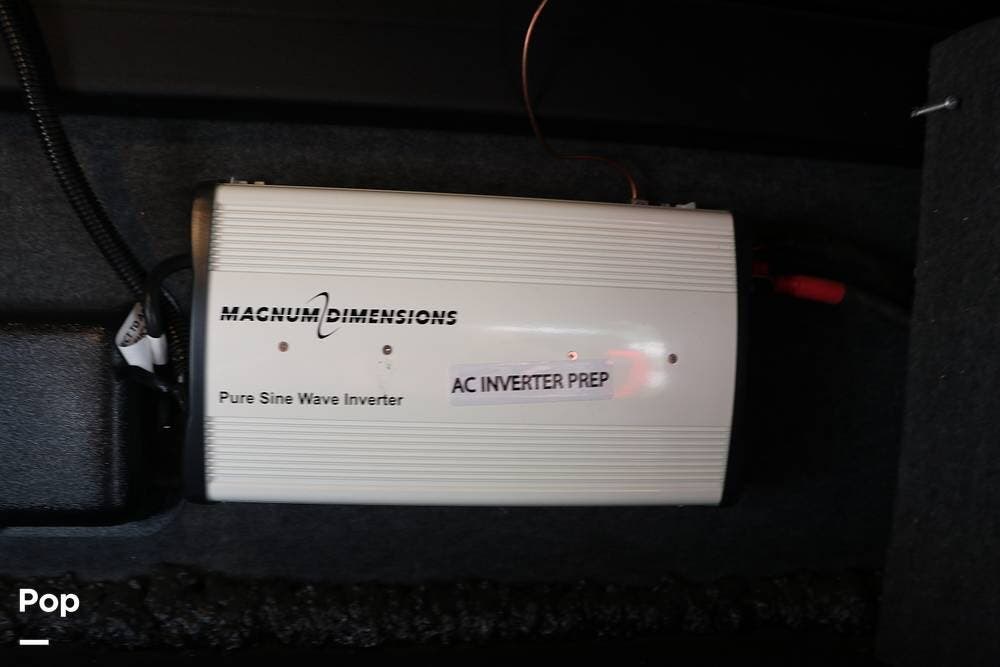 MAGNUM DIMENSIONS
AC INVERTER PREP
Pure Sine Wave Inverter
Pop